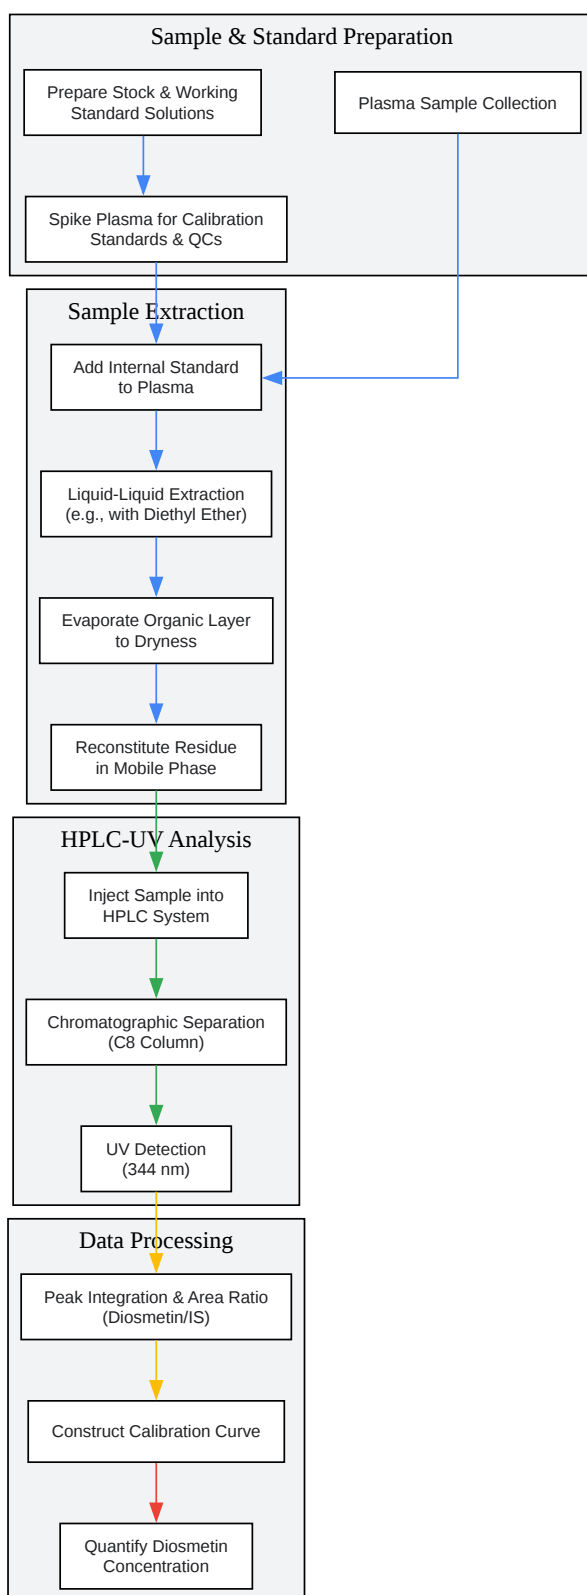 Sample & Standard Preparation
Prepare Stock & Working
Standard Solutions
Plasma Sample Collection
Spike Plasma for Calibration
Standards & QCs
Sample Extraction
Add Internal Standard
to Plasma
Liquid-Liquid Extraction
(e.g., with Diethyl Ether)
Evaporate Organic Layer
to Dryness
Reconstitute Residue
in Mobile Phase
HPLC-UV Analysis
Inject Sample into
HPLC System
Chromatographic Separation
(C8 Column)
UV Detection
(344 nm)
Data Processing
Peak Integration & Area Ratio
(Diosmetin/IS)
Construct Calibration Curve
Quantify Diosmetin
Concentration